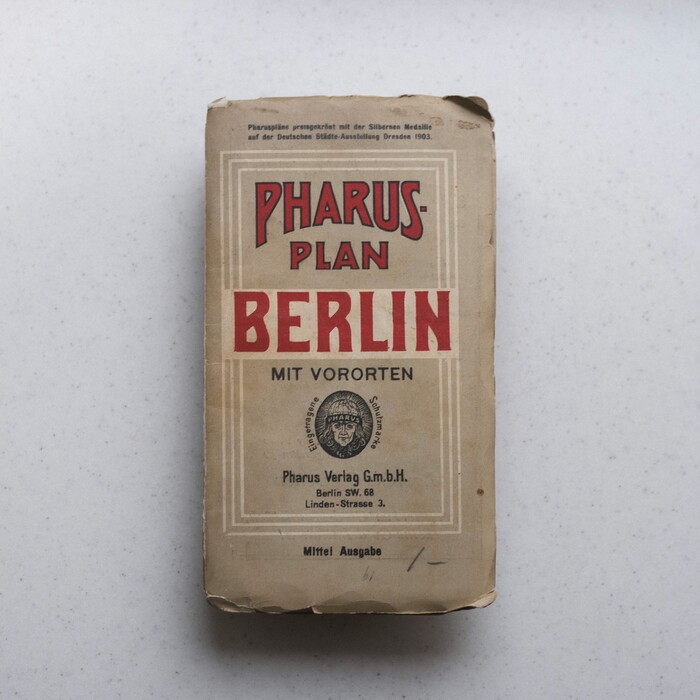 Pharuspläne preisgekrönt mit der Silbernen Medaille
auf der Deutschen Städte-Ausstellung Dresden 1903.
PHARUS-
PLAN
BERLIN
MIT VORORTEN
Eingetragene Schutzmarke
PHARUS
Pharus Verlag G.m.b.H.
Berlin SW. 68
Linden-Strasse 3.
Mittel Ausgabe
1/-